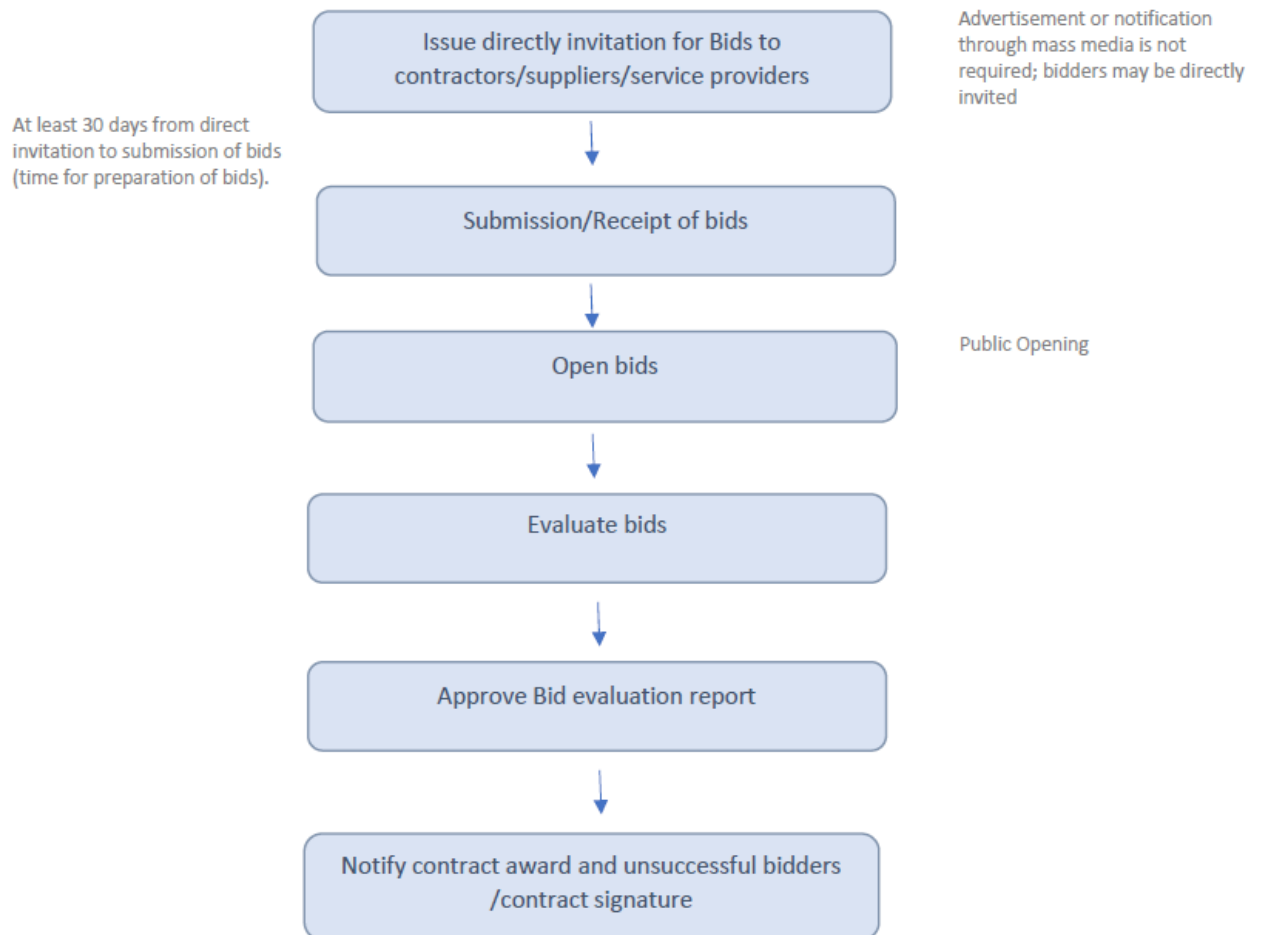 Issue directly invitation for Bids to
contractors/suppliers/service providers
Advertisement or notification
through mass media is not
required; bidders may be directly
invited
At least 30 days from direct
invitation to submission of bids
(time for preparation of bids).
Submission/Receipt of bids
Open bids
Public Opening
Evaluate bids
Approve Bid evaluation report
Notify contract award and unsuccessful bidders
/contract signature